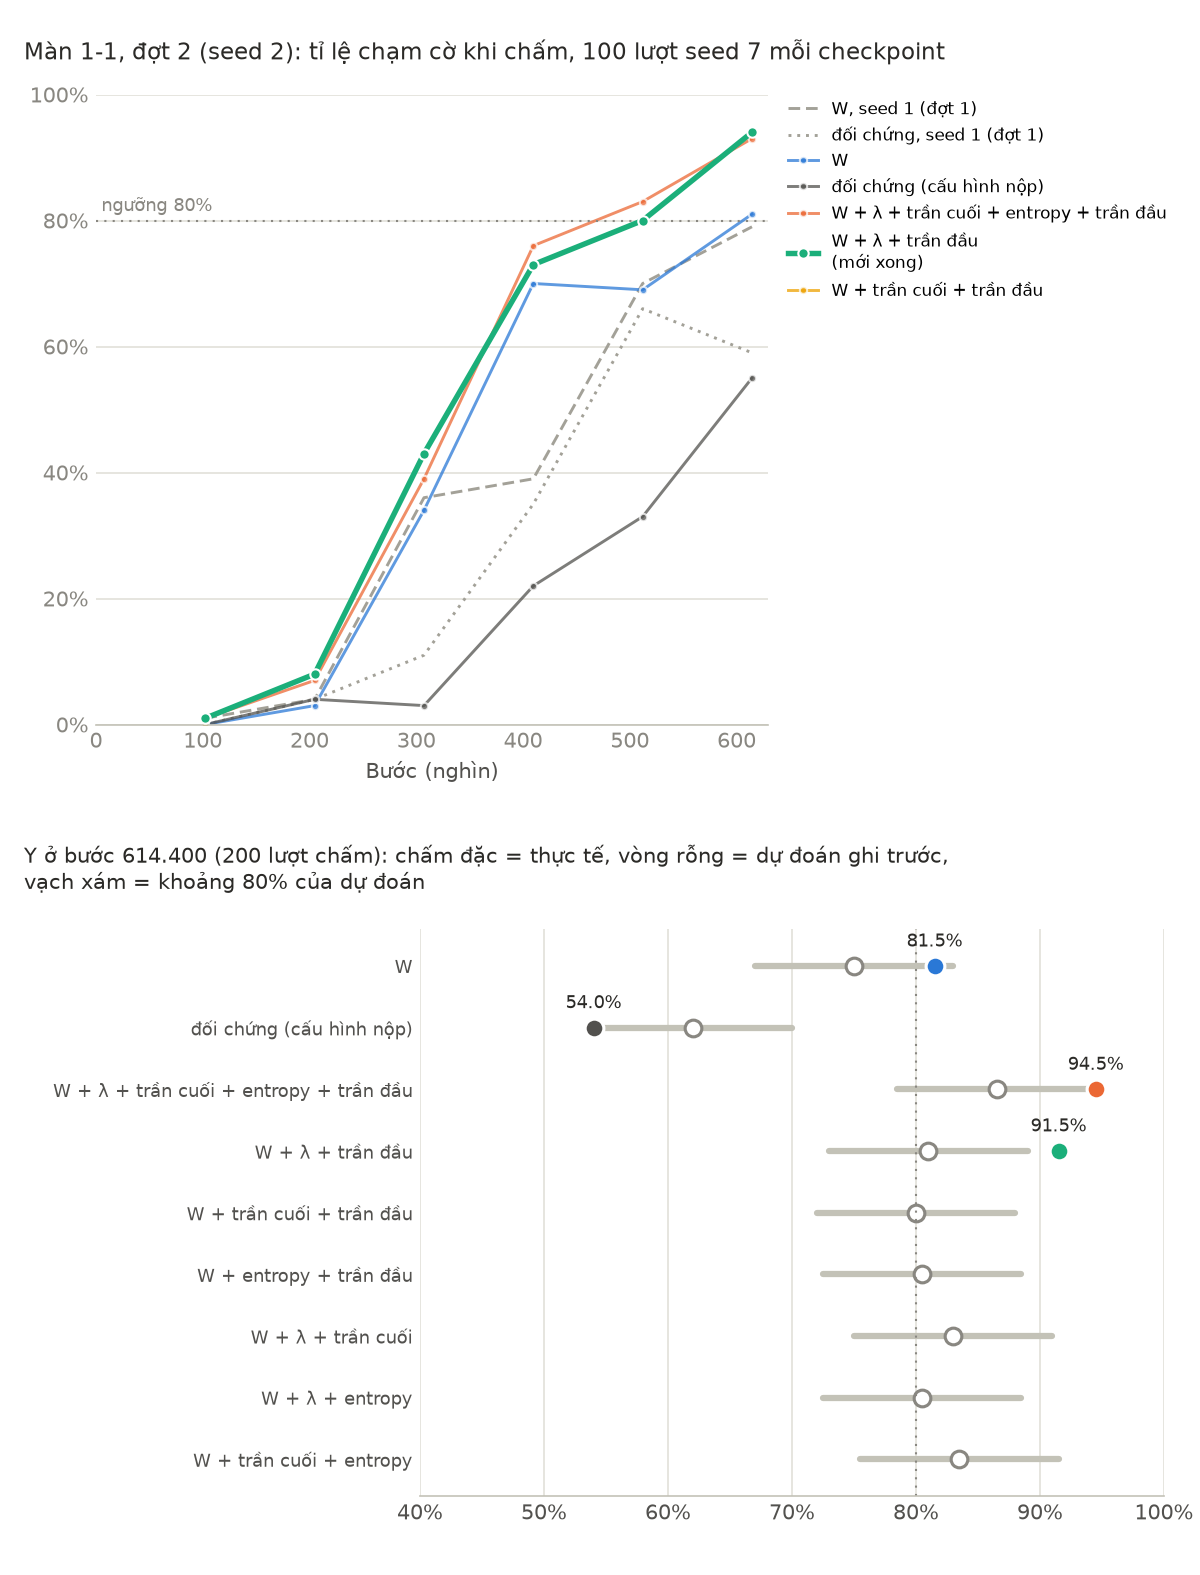 Màn 1-1, đợt 2 (seed 2): tỉ lệ chạm cờ khi chấm, 100 lượt seed 7 mỗi checkpoint
100%
80%
60%
40%
20%
0%
ngưỡng 80%
0
100
200
300
400
500
600
Bước (nghìn)
W, seed 1 (đợt 1)
đối chứng, seed 1 (đợt 1)
W
đối chứng (cấu hình nộp)
W + λ + trần cuối + entropy + trần đầu
W + λ + trần đầu
(mới xong)
W + trần cuối + trần đầu
Y ở bước 614.400 (200 lượt chấm): chấm đặc = thực tế, vòng rỗng = dự đoán ghi trước,
vạch xám = khoảng 80% của dự đoán
W
81.5%
đối chứng (cấu hình nộp)
54.0%
W + λ + trần cuối + entropy + trần đầu
94.5%
W + λ + trần đầu
91.5%
W + trần cuối + trần đầu
W + entropy + trần đầu
W + λ + trần cuối
W + λ + entropy
W + trần cuối + entropy
40%
50%
60%
70%
80%
90%
100%